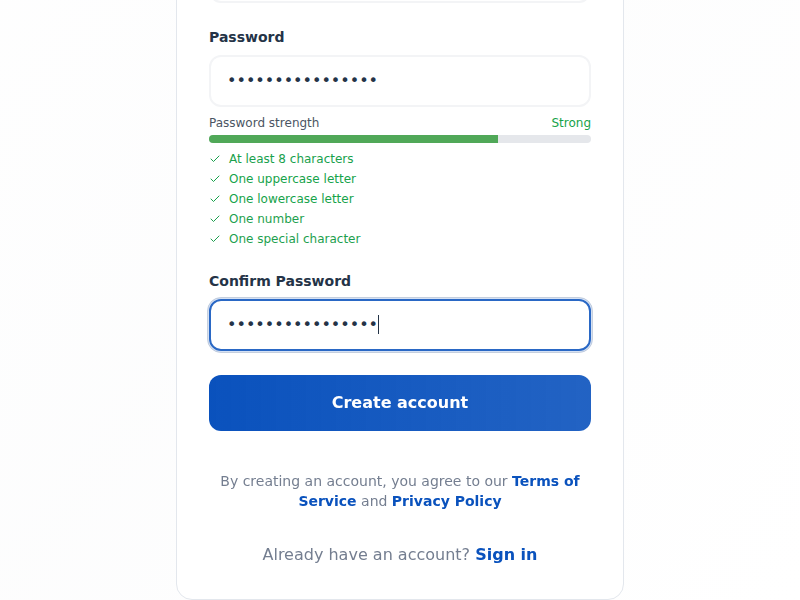 Password
••••••••••••••••
Password strength
Strong
At least 8 characters
One uppercase letter
One lowercase letter
One number
One special character
Confirm Password
••••••••••••••••
Create account
By creating an account, you agree to our Terms of
Service and Privacy Policy
Already have an account? Sign in